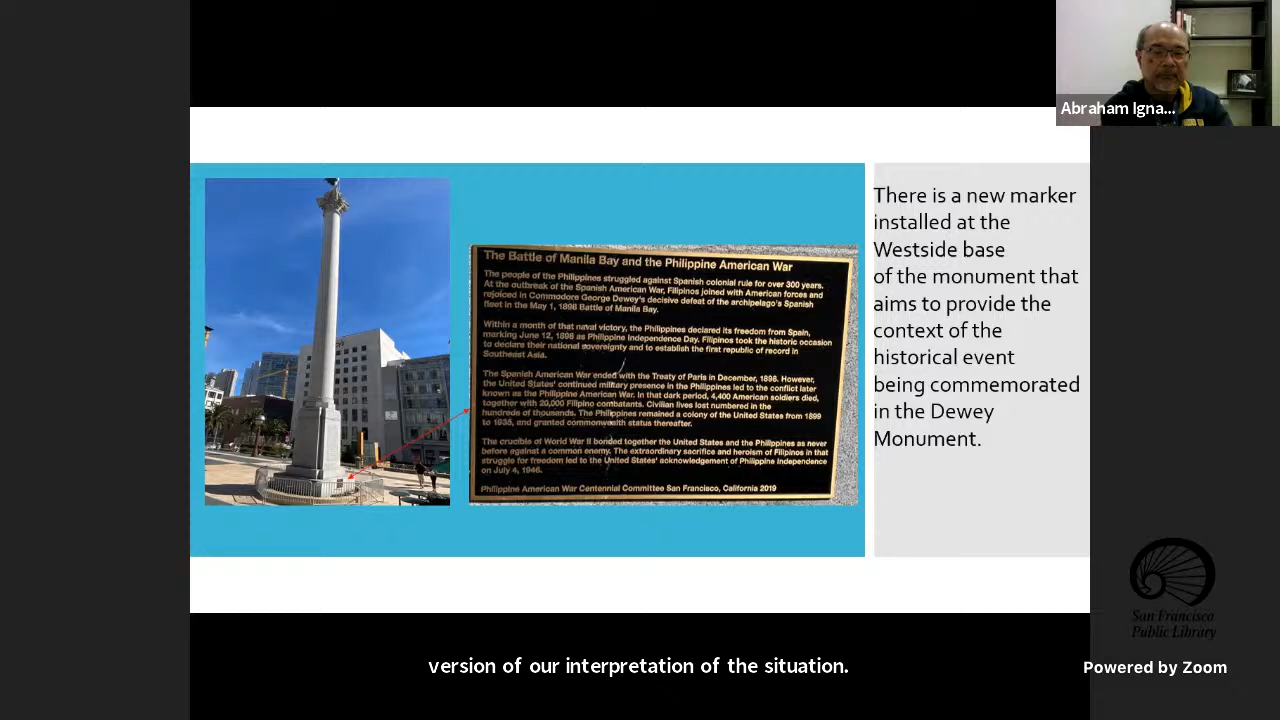 Abraham Igna...
The Battle of Manila Bay and the Philippine American War
The people of the Philippines struggled against Spanish colonial rule for over 300 years.
At the outbreak of the Spanish American War, Filipinos joined with American forces and
rejoiced in Commodore George Dewey's decisive defeat of the archipelago's Spanish
fleet in the May 1, 1898 Battle of Manila Bay.
Within a month of that naval victory, the Philippines declared its freedom from Spain,
marking June 12, 1898 as Philippine Independence Day. Filipinos took the historic occasion
to declare their national sovereignty and to establish the first republic of record in
Southeast Asia.
The Spanish American War ended with the Treaty of Paris in December, 1898. However,
the United States' continued military presence in the Philippines led to the conflict later
known as the Philippine American War. In that dark period, 4,400 American soldiers died,
together with 20,000 Filipino combatants. Civilian lives lost numbered in the
hundreds of thousands. The Philippines remained a colony of the United States from 1899
to 1935, and granted commonwealth status thereafter.
The crucible of World War II bonded together the United States and the Philippines as never
before against a common enemy. The extraordinary sacrifice and heroism of Filipinos in that
struggle for freedom led to the United States' acknowledgement of Philippine Independence
on July 4, 1946.
Philippine American War Centennial Committee San Francisco, California 2019
There is a new marker
installed at the
Westside base
of the monument that
aims to provide the
context of the
historical event
being commemorated
in the Dewey
Monument.
San Francisco
Public Library
version of our interpretation of the situation.
Powered by Zoom